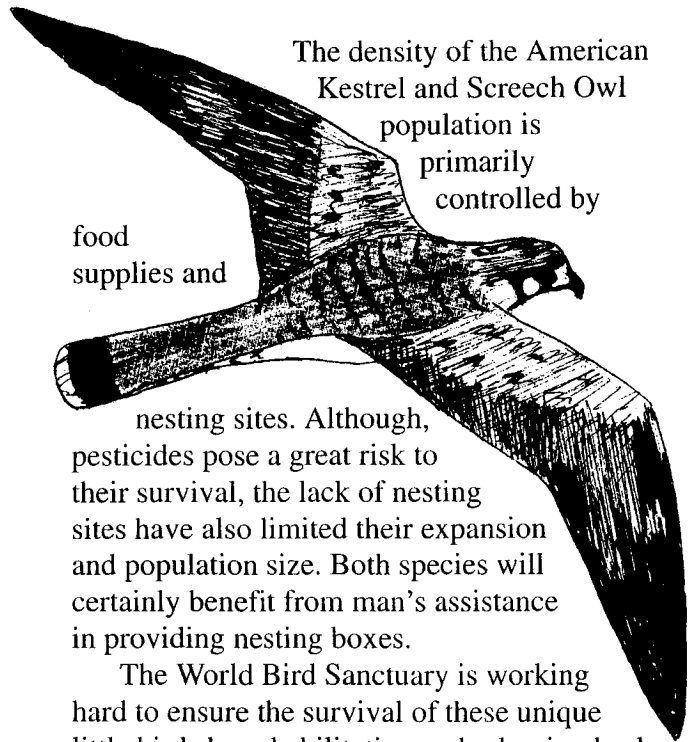 The density of the American
Kestrel and Screech Owl
population is
primarily
controlled by
food
supplies and
nesting sites. Although,
pesticides pose a great risk to
their survival, the lack of nesting
sites have also limited their expansion
and population size. Both species will
certainly benefit from man's assistance
in providing nesting boxes.
The World Bird Sanctuary is working
hard to ensure the survival of these unique